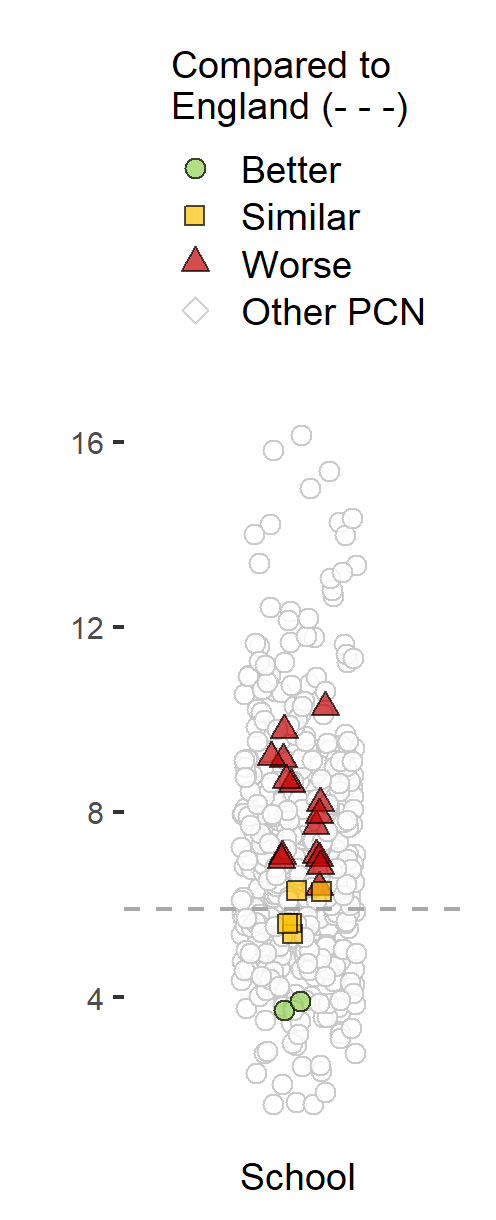 Compared to
England (- - -)
Better
Similar
Worse
Other PCN
16
12
8
4
School